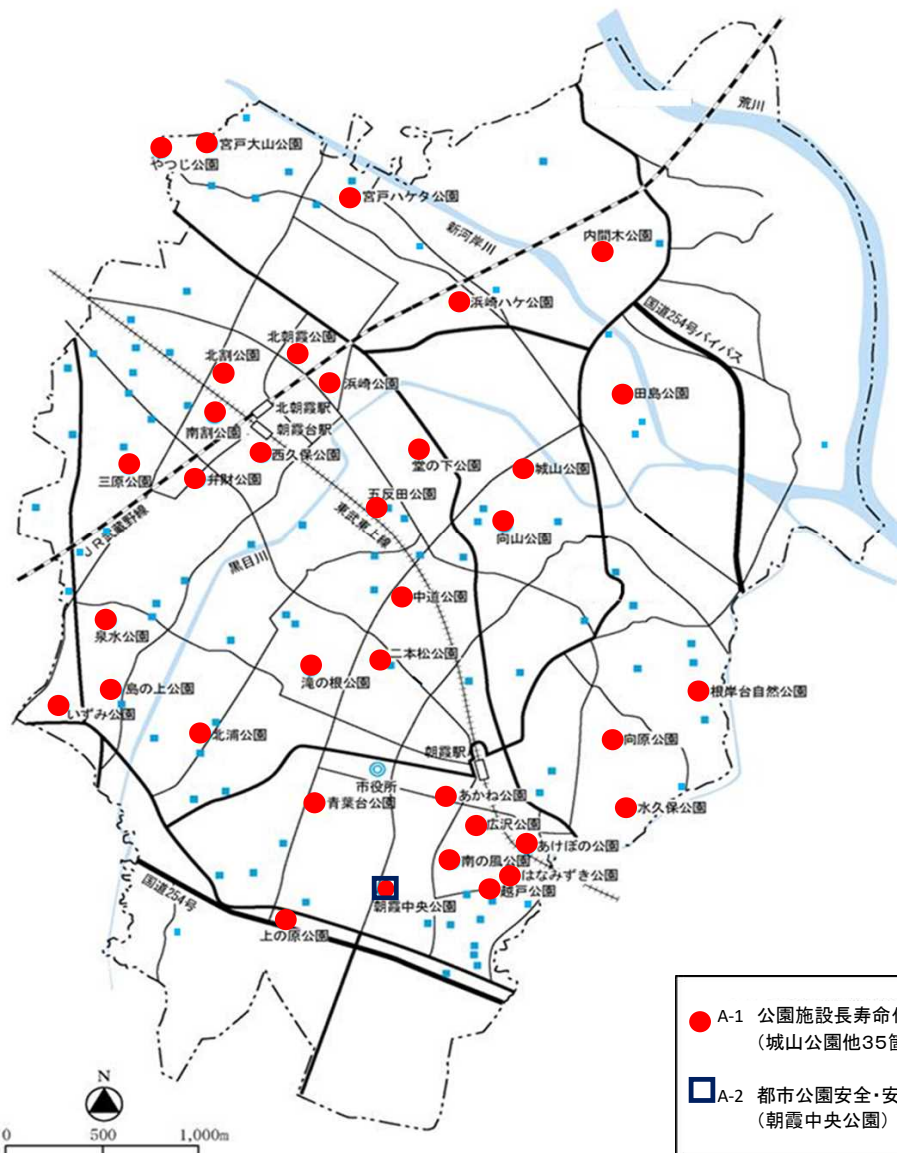 荒川
宮戸大山公園
やつじ公園
宮戸ハケタ公園
新河岸川
内間木公園
浜崎ハケ公園
国道254号バイパス
北朝霞公園
北割公園
浜崎公園
田島公園
北朝霞駅
南割公園
朝霞台駅
西久保公園
堂の下公園
城山公園
三原公園
弁財公園
五反田公園
東武東上線
向山公園
JR武蔵野線
黒目川
中道公園
泉水公園
二本松公園
滝の根公園
島の上公園
根岸台自然公園
いずみ公園
北浦公園
向原公園
朝霞駅
市役所
あかね公園
青葉台公園
水久保公園
広沢公園
あけぼの公園
南の風公園
はなみずき公園
越戸公園
国道254号
朝霞中央公園
上の原公園
A-1 公園施設長寿命
(城山公園他35箇
A-2 都市公園安全・安
(朝霞中央公園)
N
0 500 1,000m